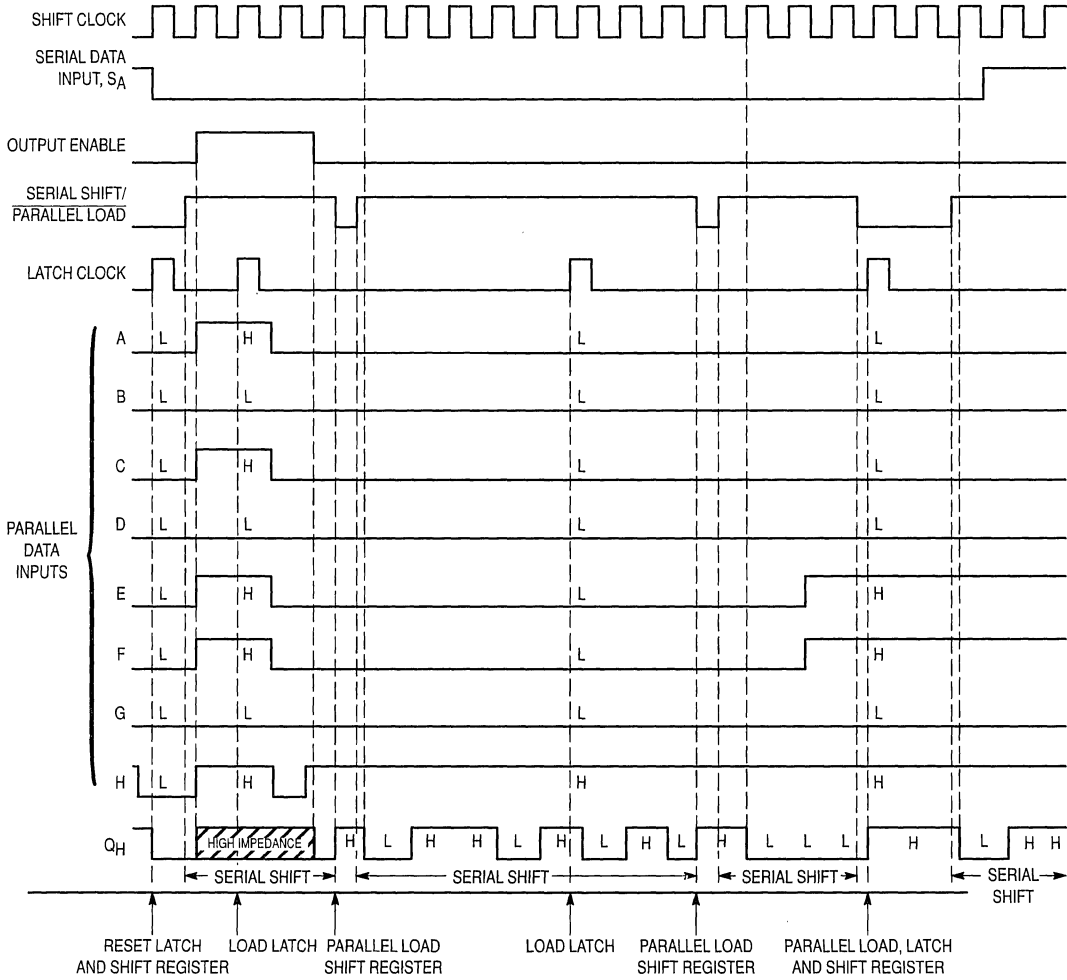 SHIFT CLOCK
SERIAL DATA
INPUT, SA
OUTPUT ENABLE
SERIAL SHIFT/
PARALLEL LOAD
LATCH CLOCK
A L H L L
B L L L L
C L H L L
D L L L L
E L H L H
F L H L H
G L L L L
H L H H H
PARALLEL
DATA
INPUTS
QH HIGH IMPEDANCE H L H H L H L H L H L L L H L H H
SERIAL SHIFT SERIAL SHIFT SERIAL SHIFT SERIAL
SHIFT
RESET LATCH
AND SHIFT REGISTER
LOAD LATCH
PARALLEL LOAD
SHIFT REGISTER
LOAD LATCH
PARALLEL LOAD
SHIFT REGISTER
PARALLEL LOAD, LATCH
AND SHIFT REGISTER